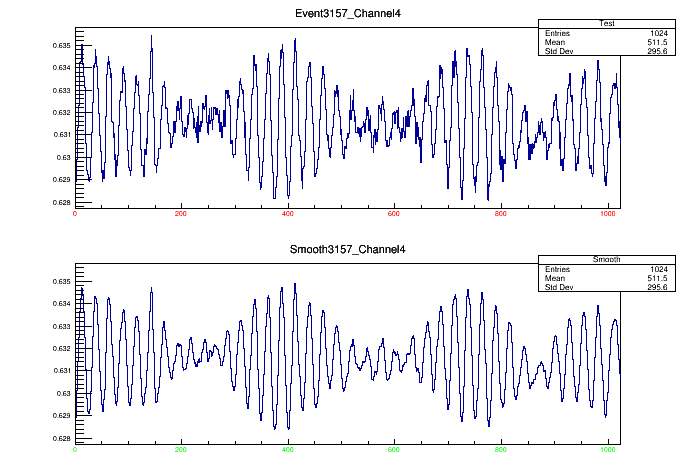 Event3157_Channel4
Test
Entries 1024
Mean 511.5
Std Dev 295.6
0.635
0.634
0.633
0.632
0.631
0.63
0.629
0.628
0 200 400 600 800 1000
Smooth3157_Channel4
Smooth
Entries 1024
Mean 511.5
Std Dev 295.6
0.635
0.634
0.633
0.632
0.631
0.63
0.629
0.628
0 200 400 600 800 1000